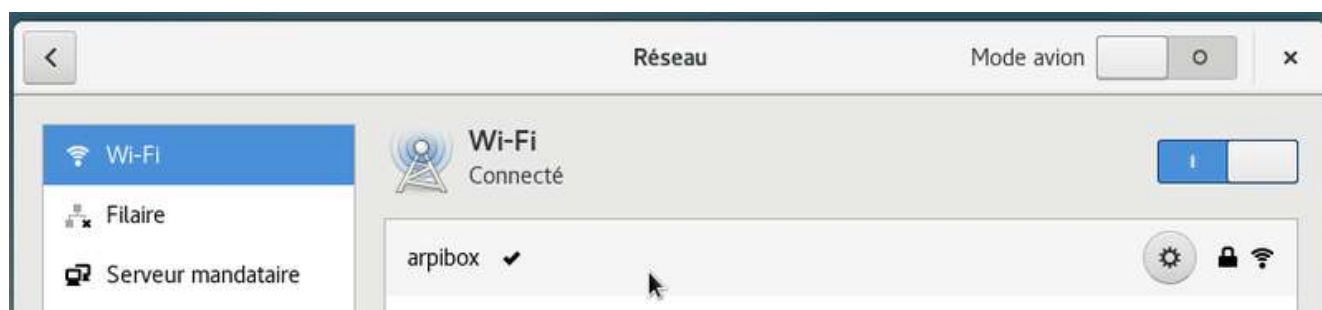 Réseau
Mode avion
Wi-Fi
Filaire
Serveur mandataire
Wi-Fi
Connecté
arpibox